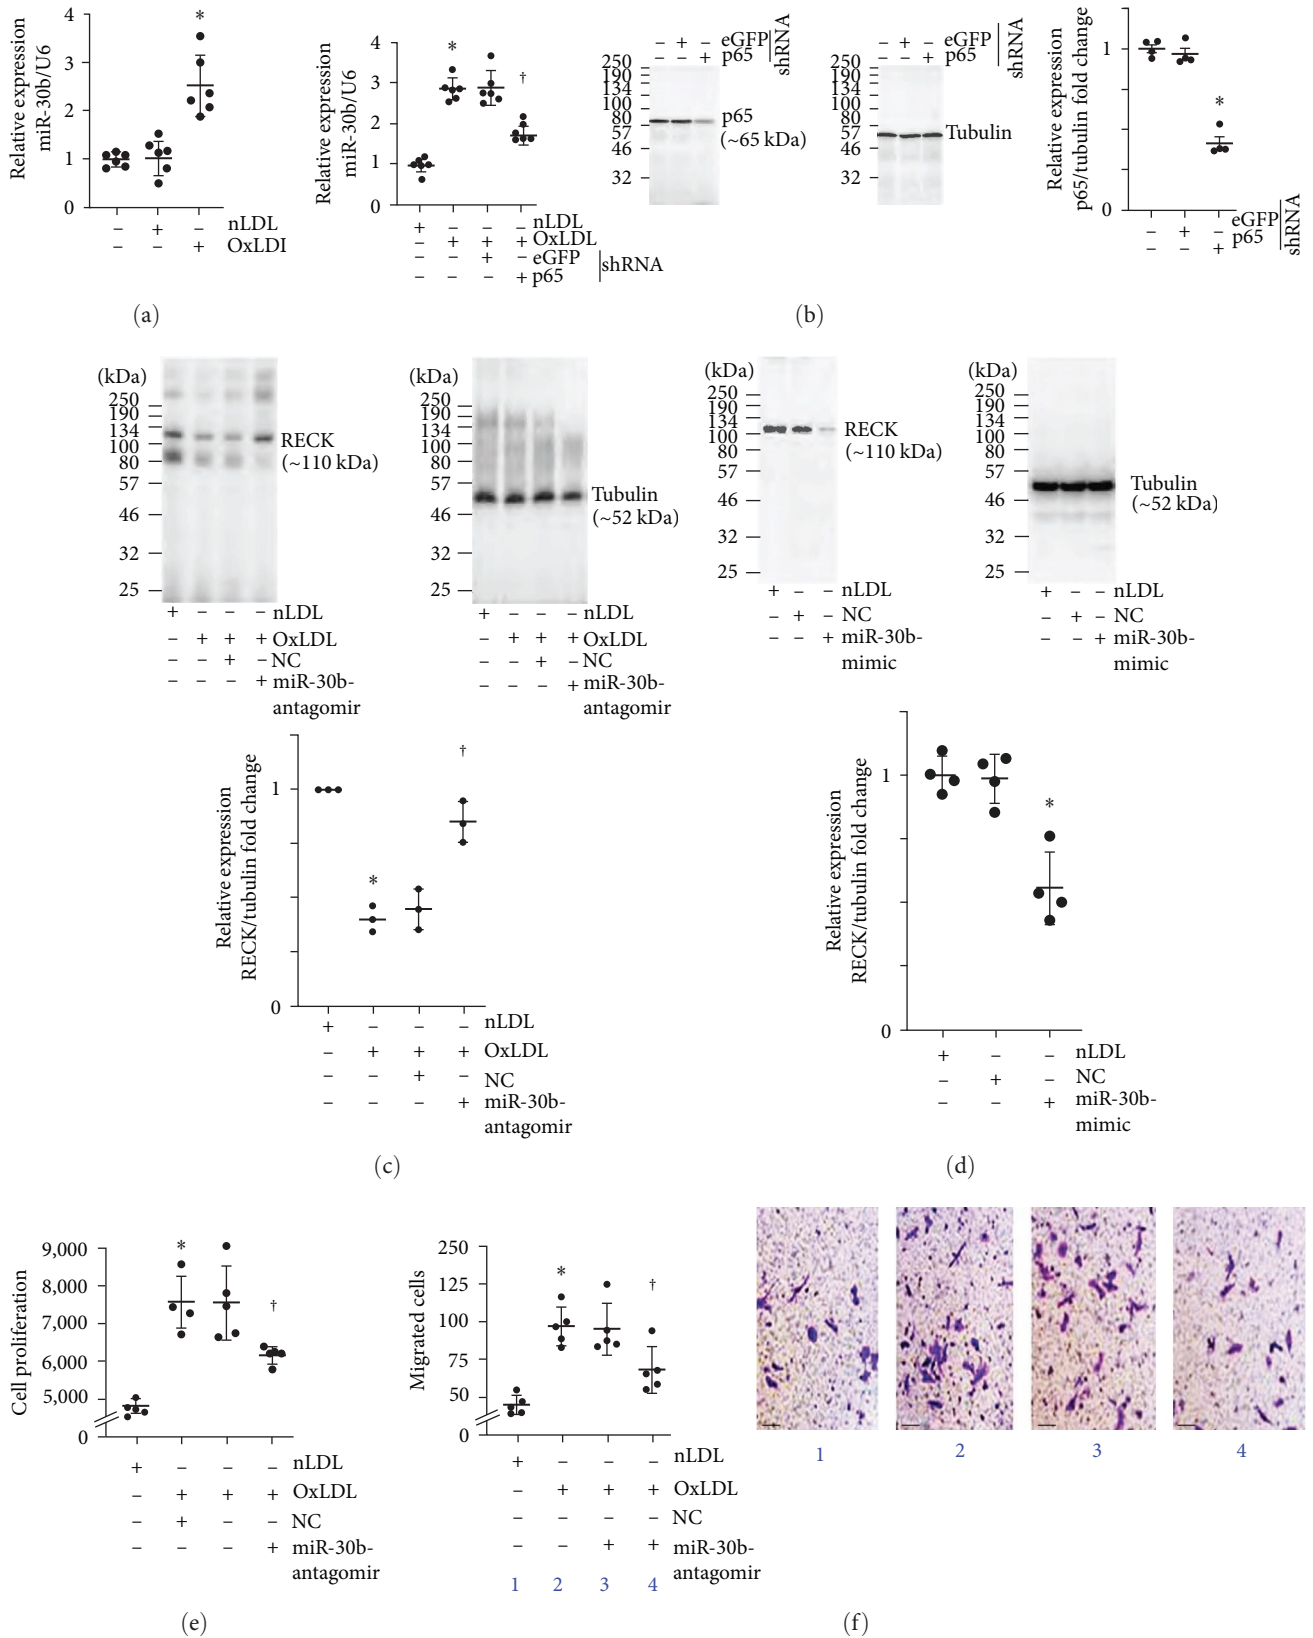 Relative expression
miR-30b/U6
4
3
2
1
0
*
– – + nLDL
– – + OxLDI
(a)
Relative expression
miR-30b/U6
4
3
2
1
0
*
†
+ – – – nLDL
– + + + OxLDL
– – + – eGFP
– – – + p65
shRNA
– + – eGFP
– – + p65
shRNA
250
190
134
100
80
57
46
32
p65
(~65 kDa)
– + – eGFP
– – + p65
shRNA
250
190
134
100
80
57
46
32
Tubulin
Relative expression
p65/tubulin fold change
1
0
*
– + – eGFP
– – + p65
shRNA
(b)
(kDa)
250
190
134
100
80
57
46
32
25
RECK
(~110 kDa)
+ – – – nLDL
– + + + OxLDL
– – + – NC
– – – + miR-30b-
antagomir
(kDa)
250
190
134
100
80
57
46
32
25
Tubulin
(~52 kDa)
+ – – – nLDL
– + + + OxLDL
– – + – NC
– – – + miR-30b-
antagomir
Relative expression
RECK/tubulin fold change
1
0
*
†
+ – – – nLDL
– + + + OxLDL
– – + – NC
– – – + miR-30b-
antagomir
(c)
(kDa)
250
190
134
100
80
57
46
32
25
RECK
(~110 kDa)
+ – – nLDL
– + – NC
– – + miR-30b-
mimic
(kDa)
250
190
134
100
80
57
46
32
25
Tubulin
(~52 kDa)
+ – – nLDL
– + – NC
– – + miR-30b-
mimic
Relative expression
RECK/tubulin fold change
1
0
*
+ – – nLDL
– + – NC
– – + miR-30b-
mimic
(d)
Cell proliferation
9,000
8,000
7,000
6,000
5,000
0
*
†
+ – – – nLDL
– + + + OxLDL
– + – – NC
– – – + miR-30b-
antagomir
(e)
Migrated cells
250
125
100
75
50
0
*
†
+ – – – nLDL
– + + + OxLDL
– – – – NC
– – + + miR-30b-
antagomir
1 2 3 4
1 2 3 4
(f)